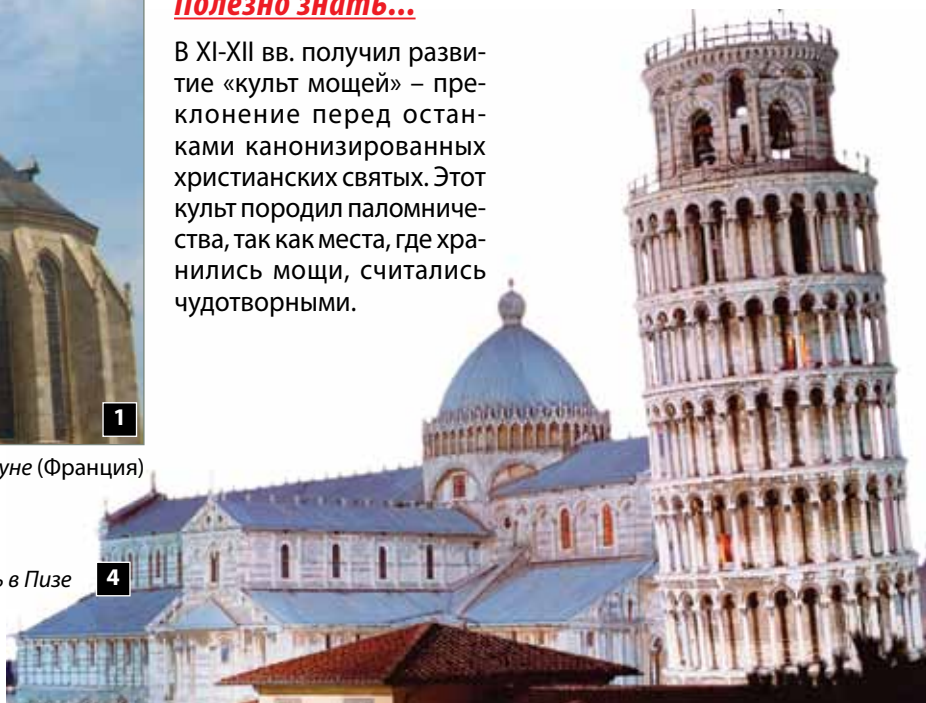 Полезно знать...
В XI-XII вв. получил разви-
тие «культ мощей» – пре-
клонение перед остан-
ками канонизированных
христианских святых. Этот
культ породил паломниче-
ства, так как места, где хра-
нились мощи, считались
чудотворными.
1
(Франция)
в Пизе
4